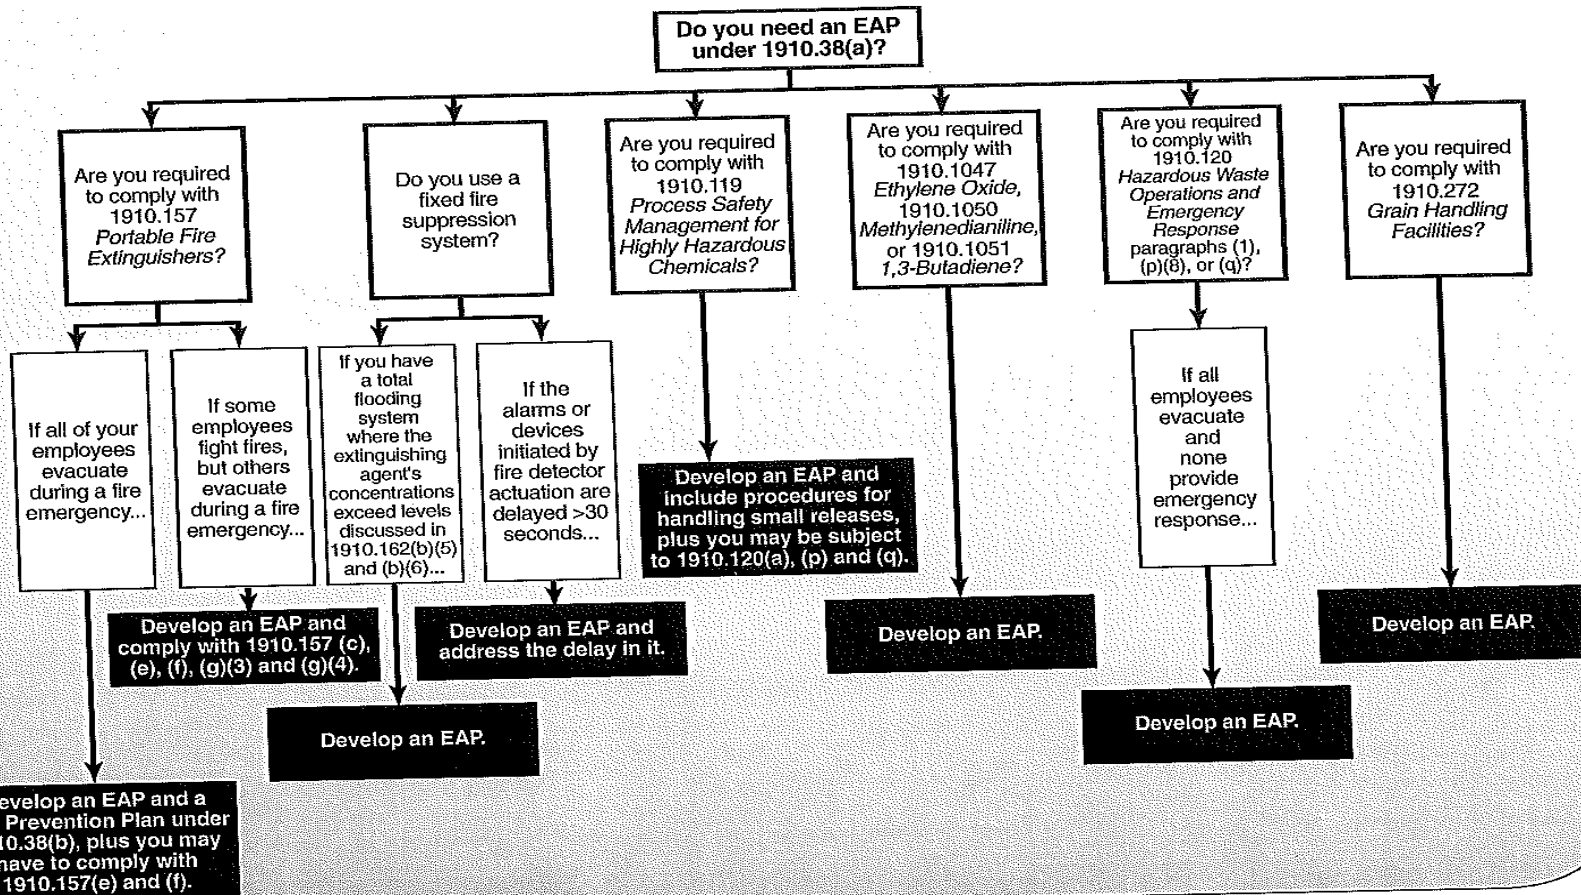 Do you need an EAP
under 1910.38(a)?
Are you required
to comply with
1910.157
Portable Fire
Extinguishers?
Do you use a
fixed fire
suppression
system?
Are you required
to comply with
1910.119
Process Safety
Management for
Highly Hazardous
Chemicals?
Are you required
to comply with
1910.1047
Ethylene Oxide,
1910.1050
Methylenedianiline,
or 1910.1051
1,3-Butadiene?
Are you required
to comply with
1910.120
Hazardous Waste
Operations and
Emergency
Response
paragraphs (1),
(p)(8), or (q)?
Are you required
to comply with
1910.272
Grain Handling
Facilities?
If all of your
employees
evacuate
during a fire
emergency...
If some
employees
fight fires,
but others
evacuate
during a fire
emergency...
If you have
a total
flooding
system
where the
extinguishing
agent's
concentrations
exceed levels
discussed in
1910.162(b)(5)
and (b)(6)...
If the
alarms or
devices
initiated by
fire detector
actuation are
delayed >30
seconds...
If all
employees
evacuate
and
none
provide
emergency
response...
Develop an EAP and
include procedures for
handling small releases,
plus you may be subject
to 1910.120(a), (p) and (q).
Develop an EAP and
comply with 1910.157 (c),
(e), (f), (g)(3) and (g)(4).
Develop an EAP and
address the delay in it.
Develop an EAP.
Develop an EAP.
Develop an EAP.
Develop an EAP.
evelop an EAP and a
Prevention Plan under
10.38(b), plus you may
have to comply with
1910.157(e) and (f).